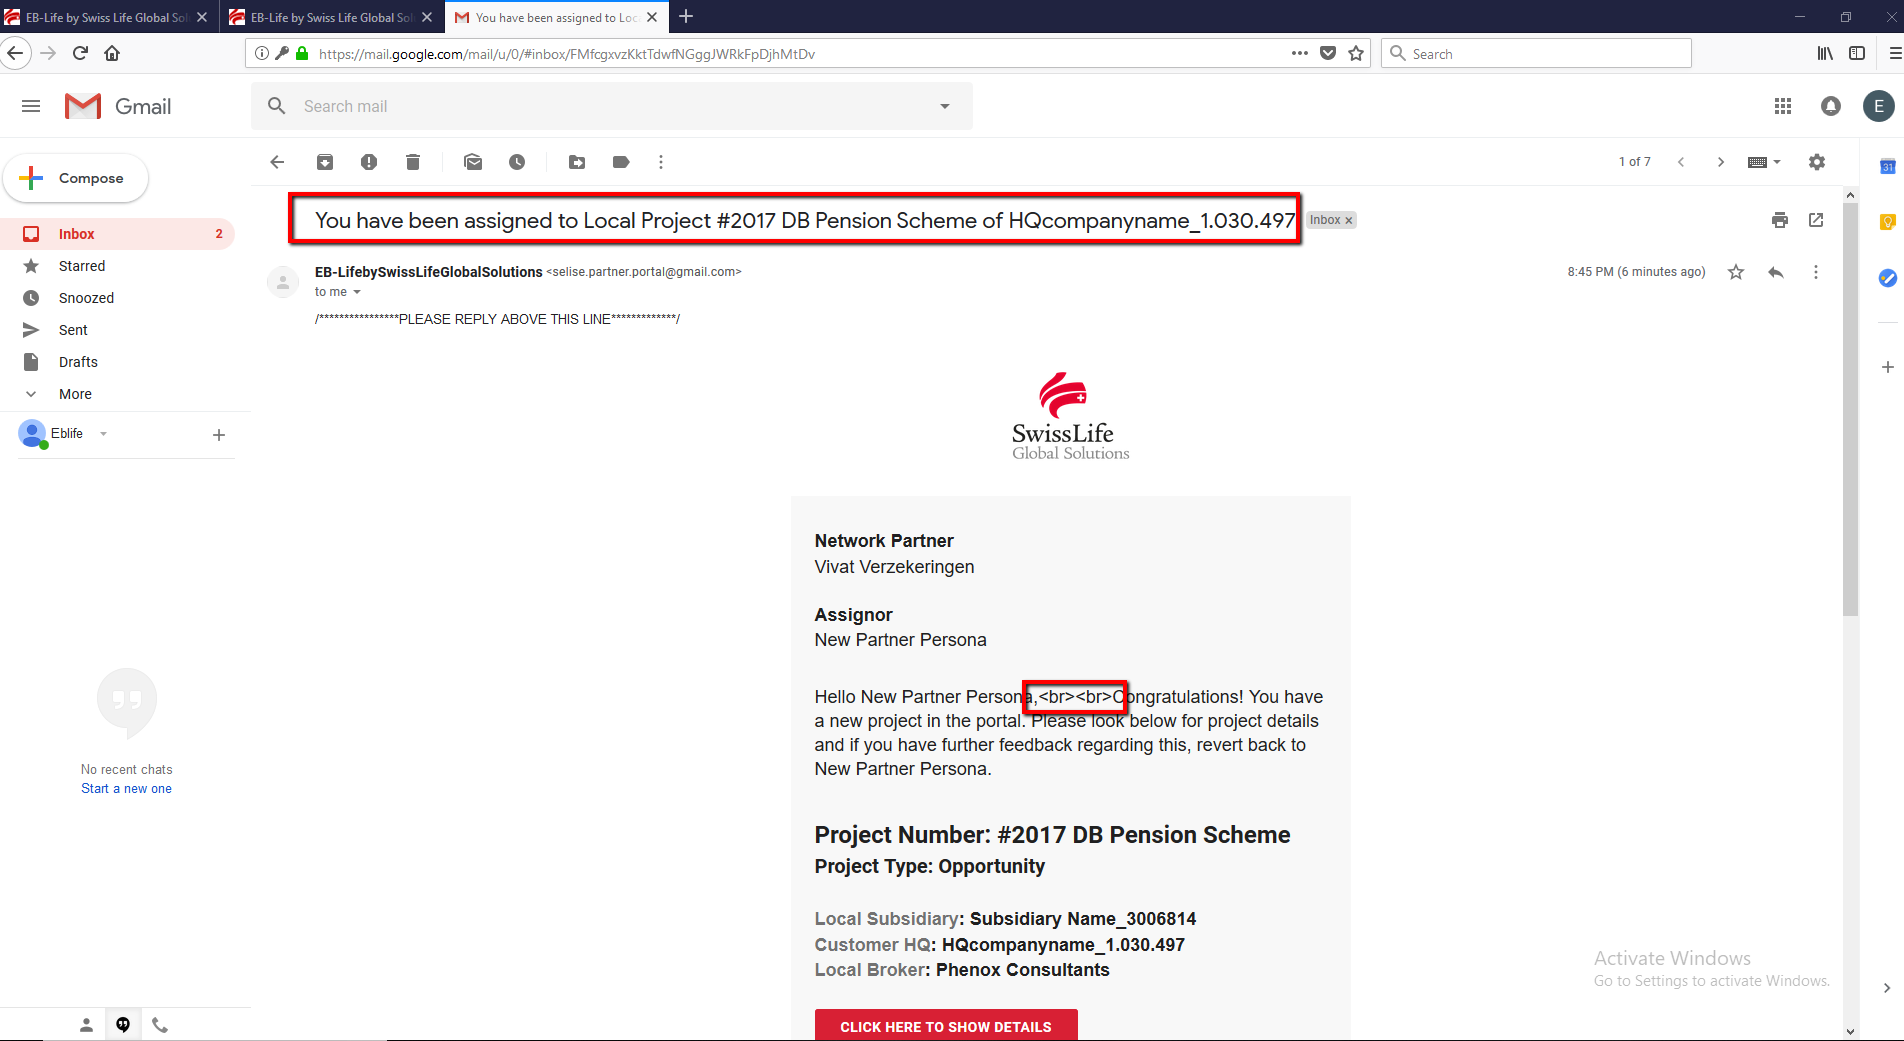 EB-Life by Swiss Life Global Sol
EB-Life by Swiss Life Global Sol
You have been assigned to Loc
https://mail.google.com/mail/u/0/#inbox/FMfcgxvzKktTdwfNGggJWRkFpDjhMtDv
Search
Gmail
Search mail
E
Compose
1 of 7
31
Inbox 2
Starred
Snoozed
Sent
Drafts
More
Eblife
You have been assigned to Local Project #2017 DB Pension Scheme of HQcompanyname_1.030.497 Inbox x
EB-LifebySwissLifeGlobalSolutions <selise.partner.portal@gmail.com> 8:45 PM (6 minutes ago)
to me
/****************PLEASE REPLY ABOVE THIS LINE*************/
SwissLife
Global Solutions
Network Partner
Vivat Verzekeringen
Assignor
New Partner Persona
Hello New Partner Persona,<br><br>Congratulations! You have
a new project in the portal. Please look below for project details
and if you have further feedback regarding this, revert back to
New Partner Persona.
Project Number: #2017 DB Pension Scheme
Project Type: Opportunity
Local Subsidiary: Subsidiary Name_3006814
Customer HQ: HQcompanyname_1.030.497
Local Broker: Phenox Consultants
CLICK HERE TO SHOW DETAILS
No recent chats
Start a new one
Activate Windows
Go to Settings to activate Windows.